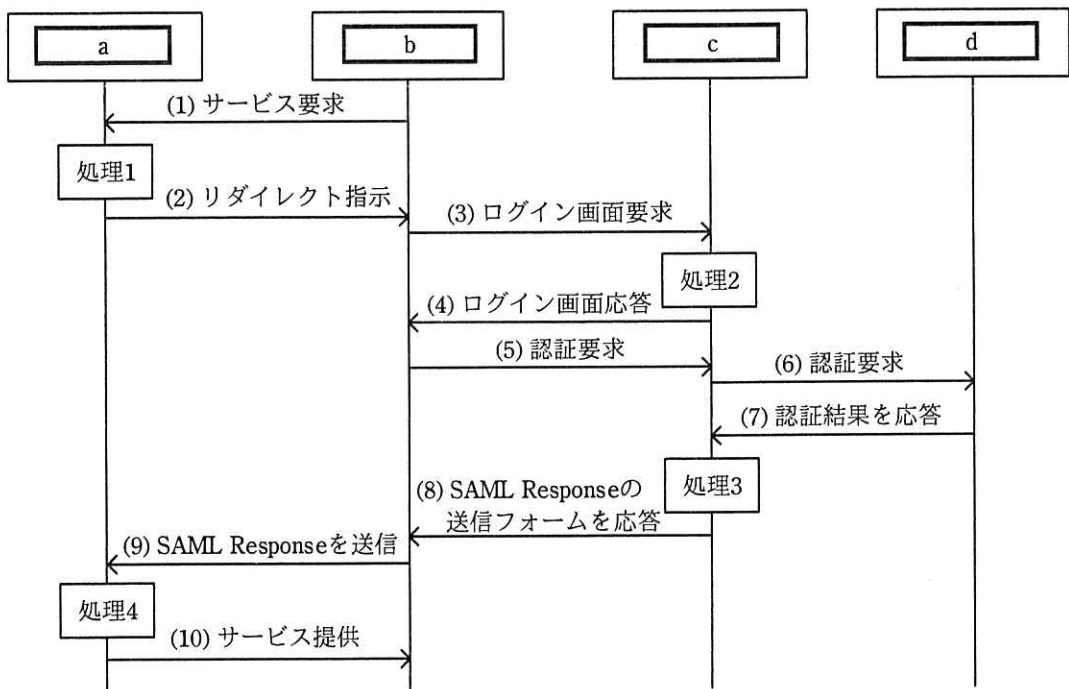 a
b
c
d
(1) サービス要求
処理1
(2) リダイレクト指示
(3) ログイン画面要求
処理2
(4) ログイン画面応答
(5) 認証要求
(6) 認証要求
(7) 認証結果を応答
処理3
(8) SAML Responseの
送信フォームを応答
(9) SAML Responseを送信
処理4
(10) サービス提供